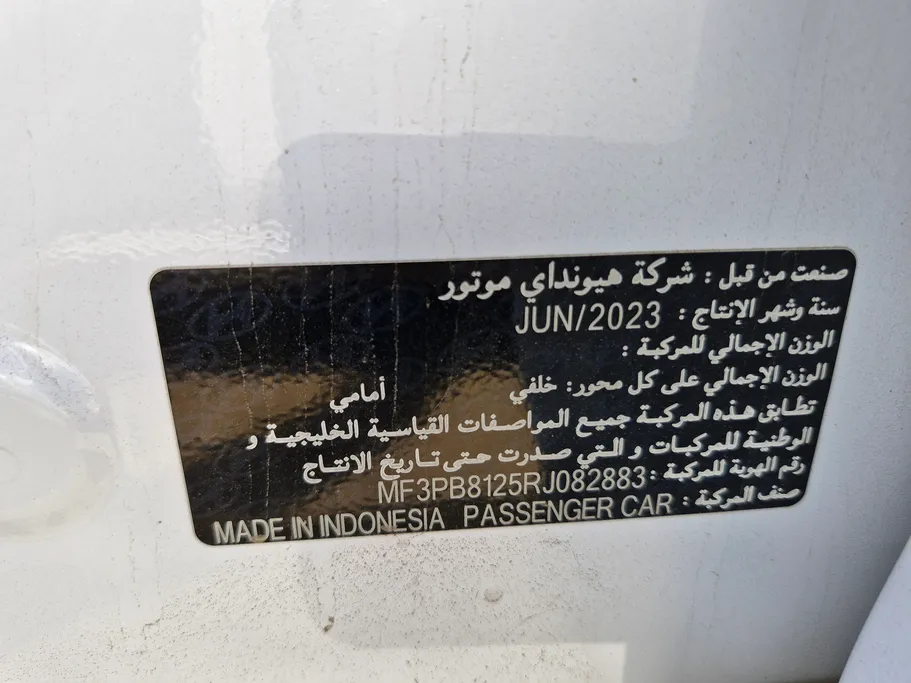 صنعت من قبل : شركة هيونداي موتور
سنة وشهر الإنتاج : JUN/2023
الوزن الإجمالي للمركبة :
الوزن الإجمالي على كل محور: خلفي أمامي
تطابق هذه المركبة جميع المواصفات القياسية الخليجية و
الوطنية للمركبات و التي صدرت حتى تاريخ الانتاج
رقم الهوية للمركبة : MF3PB8125RJ082883
صنف المركبة : PASSENGER CAR
MADE IN INDONESIA